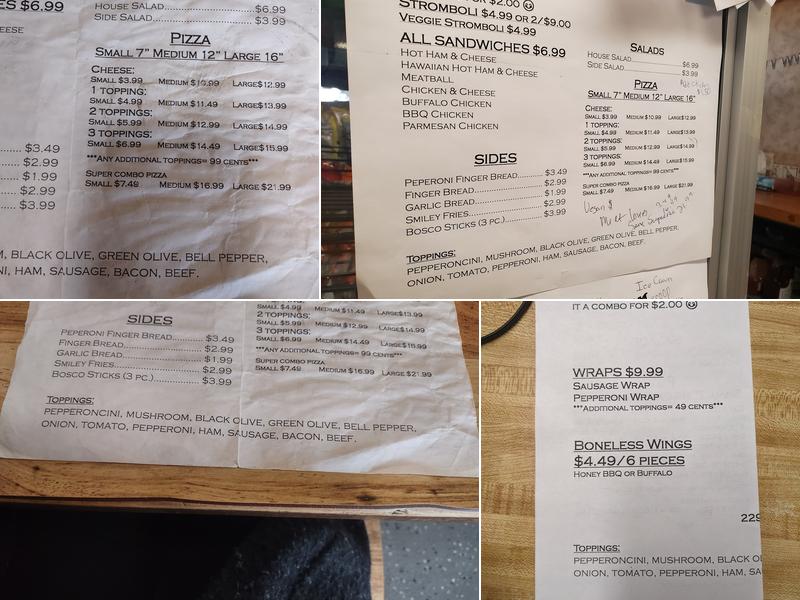 S $6.99
HOUSE SALAD........................$6.99
SIDE SALAD..........................$3.99
PIZZA
SMALL 7" MEDIUM 12" LARGE 16"
CHEESE:
SMALL $3.99 MEDIUM $10.99 LARGE$12.99
1 TOPPING:
SMALL $4.99 MEDIUM $11.49 LARGE$13.99
2 TOPPINGS:
SMALL $5.99 MEDIUM $12.99 LARGE$14.99
3 TOPPINGS:
SMALL $6.99 MEDIUM $14.49 LARGE$15.99
***ANY ADDITIONAL TOPPINGS= 99 CENTS***
SUPER COMBO PIZZA
SMALL $7.49 MEDIUM $16.99 LARGE $21.99
$3.49
$2.99
$1.99
$2.99
$3.99
M, BLACK OLIVE, GREEN OLIVE, BELL PEPPER,
NI, HAM, SAUSAGE, BACON, BEEF.
FOR $2.00
STROMBOLI $4.99 OR 2/$9.00
VEGGIE STROMBOLI $4.99
ALL SANDWICHES $6.99
HOT HAM & CHEESE
HAWAIIAN HOT HAM & CHEESE
MEATBALL
CHICKEN & CHEESE
BUFFALO CHICKEN
BBQ CHICKEN
PARMESAN CHICKEN
SIDES
PEPERONI FINGER BREAD.............$3.49
FINGER BREAD.......................$2.99
GARLIC BREAD.......................$1.99
SMILEY FRIES........................$2.99
BOSCO STICKS (3 PC.)................$3.99
SALADS
HOUSE SALAD........................$6.99
SIDE SALAD..........................$3.99
PIZZA
SMALL 7" MEDIUM 12" LARGE 16"
CHEESE:
SMALL $3.99 MEDIUM $10.99 LARGE$12.99
1 TOPPING:
SMALL $4.99 MEDIUM $11.49 LARGE$13.99
2 TOPPINGS:
SMALL $5.99 MEDIUM $12.99 LARGE$14.99
3 TOPPINGS:
SMALL $6.99 MEDIUM $14.49 LARGE$15.99
***ANY ADDITIONAL TOPPINGS= 99 CENTS***
SUPER COMBO PIZZA
SMALL $7.49 MEDIUM $16.99 LARGE $21.99
Meat Lovers
TOPPINGS:
PEPPERONCINI, MUSHROOM, BLACK OLIVE, GREEN OLIVE, BELL PEPPER,
ONION, TOMATO, PEPPERONI, HAM, SAUSAGE, BACON, BEEF.
SIDES
PEPERONI FINGER BREAD.............$3.49
FINGER BREAD.......................$2.99
GARLIC BREAD.......................$1.99
SMILEY FRIES........................$2.99
BOSCO STICKS (3 PC.)................$3.99
SMALL $4.99 MEDIUM $11.49 LARGE$13.99
2 TOPPINGS:
SMALL $5.99 MEDIUM $12.99 LARGE$14.99
3 TOPPINGS:
SMALL $6.99 MEDIUM $14.49 LARGE$15.99
***ANY ADDITIONAL TOPPINGS= 99 CENTS***
SUPER COMBO PIZZA
SMALL $7.49 MEDIUM $16.99 LARGE $21.99
TOPPINGS:
PEPPERONCINI, MUSHROOM, BLACK OLIVE, GREEN OLIVE, BELL PEPPER,
ONION, TOMATO, PEPPERONI, HAM, SAUSAGE, BACON, BEEF.
IT A COMBO FOR $2.00
WRAPS $9.99
SAUSAGE WRAP
PEPPERONI WRAP
***ADDITIONAL TOPPINGS= 49 CENTS***
BONELESS WINGS
$4.49/6 PIECES
HONEY BBQ OR BUFFALO
229
TOPPINGS:
PEPPERONCINI, MUSHROOM, BLACK OL
ONION, TOMATO, PEPPERONI, HAM, SA